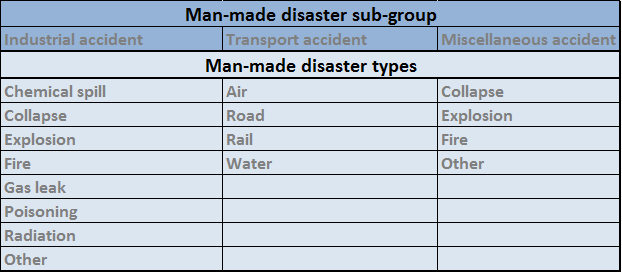 Man-made disaster sub-group
Industrial accident Transport accident Miscellaneous accident
Man-made disaster types
Chemical spill Air Collapse
Collapse Road Explosion
Explosion Rail Fire
Fire Water Other
Gas leak
Poisoning
Radiation
Other